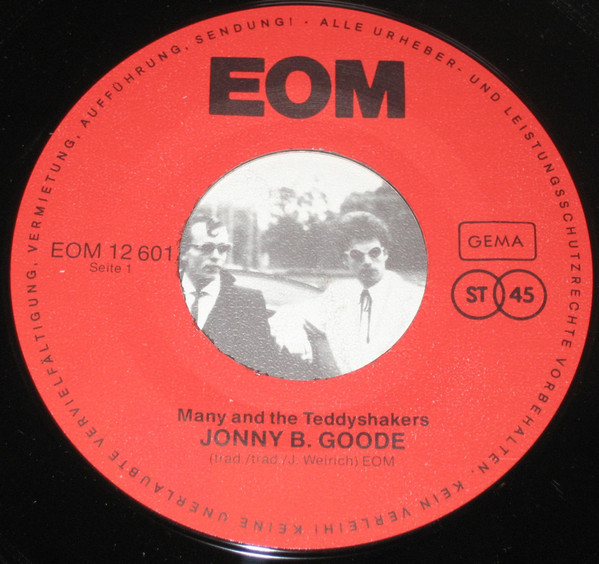 ALLE URHEBER- UND LEISTUNGSSCHUTZRECHTE VORBEHALTEN. KEIN VERLEIH! KEINE UNERLAUBTE VERVIELFÄLTIGUNG, VERMIETUNG, AUFFÜHRUNG, SENDUNG! ·
EOM
EOM 12 601
Seite 1
GEMA
ST 45
Many and the Teddyshakers
JONNY B. GOODE
(trad./trad./J. Weirich) EOM